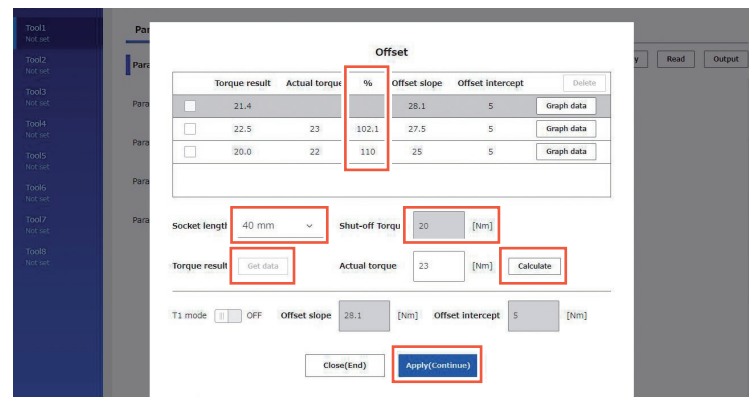 Tool1
Not set
Tool2
Not set
Tool3
Not set
Tool4
Not set
Tool5
Not set
Tool6
Not set
Tool7
Not set
Tool8
Not set
Par
Para
Para
Para
Para
Para
y Read Output
Offset
Torque result Actual torque % Offset slope Offset intercept Delete
21.4 28.1 5 Graph data
22.5 23 102.1 27.5 5 Graph data
20.0 22 110 25 5 Graph data
Socket length 40 mm Shut-off Torqu 20 [Nm]
Torque result Get data Actual torque 23 [Nm] Calculate
T1 mode OFF Offset slope 28.1 [Nm] Offset intercept 5 [Nm]
Close(End) Apply(Continue)